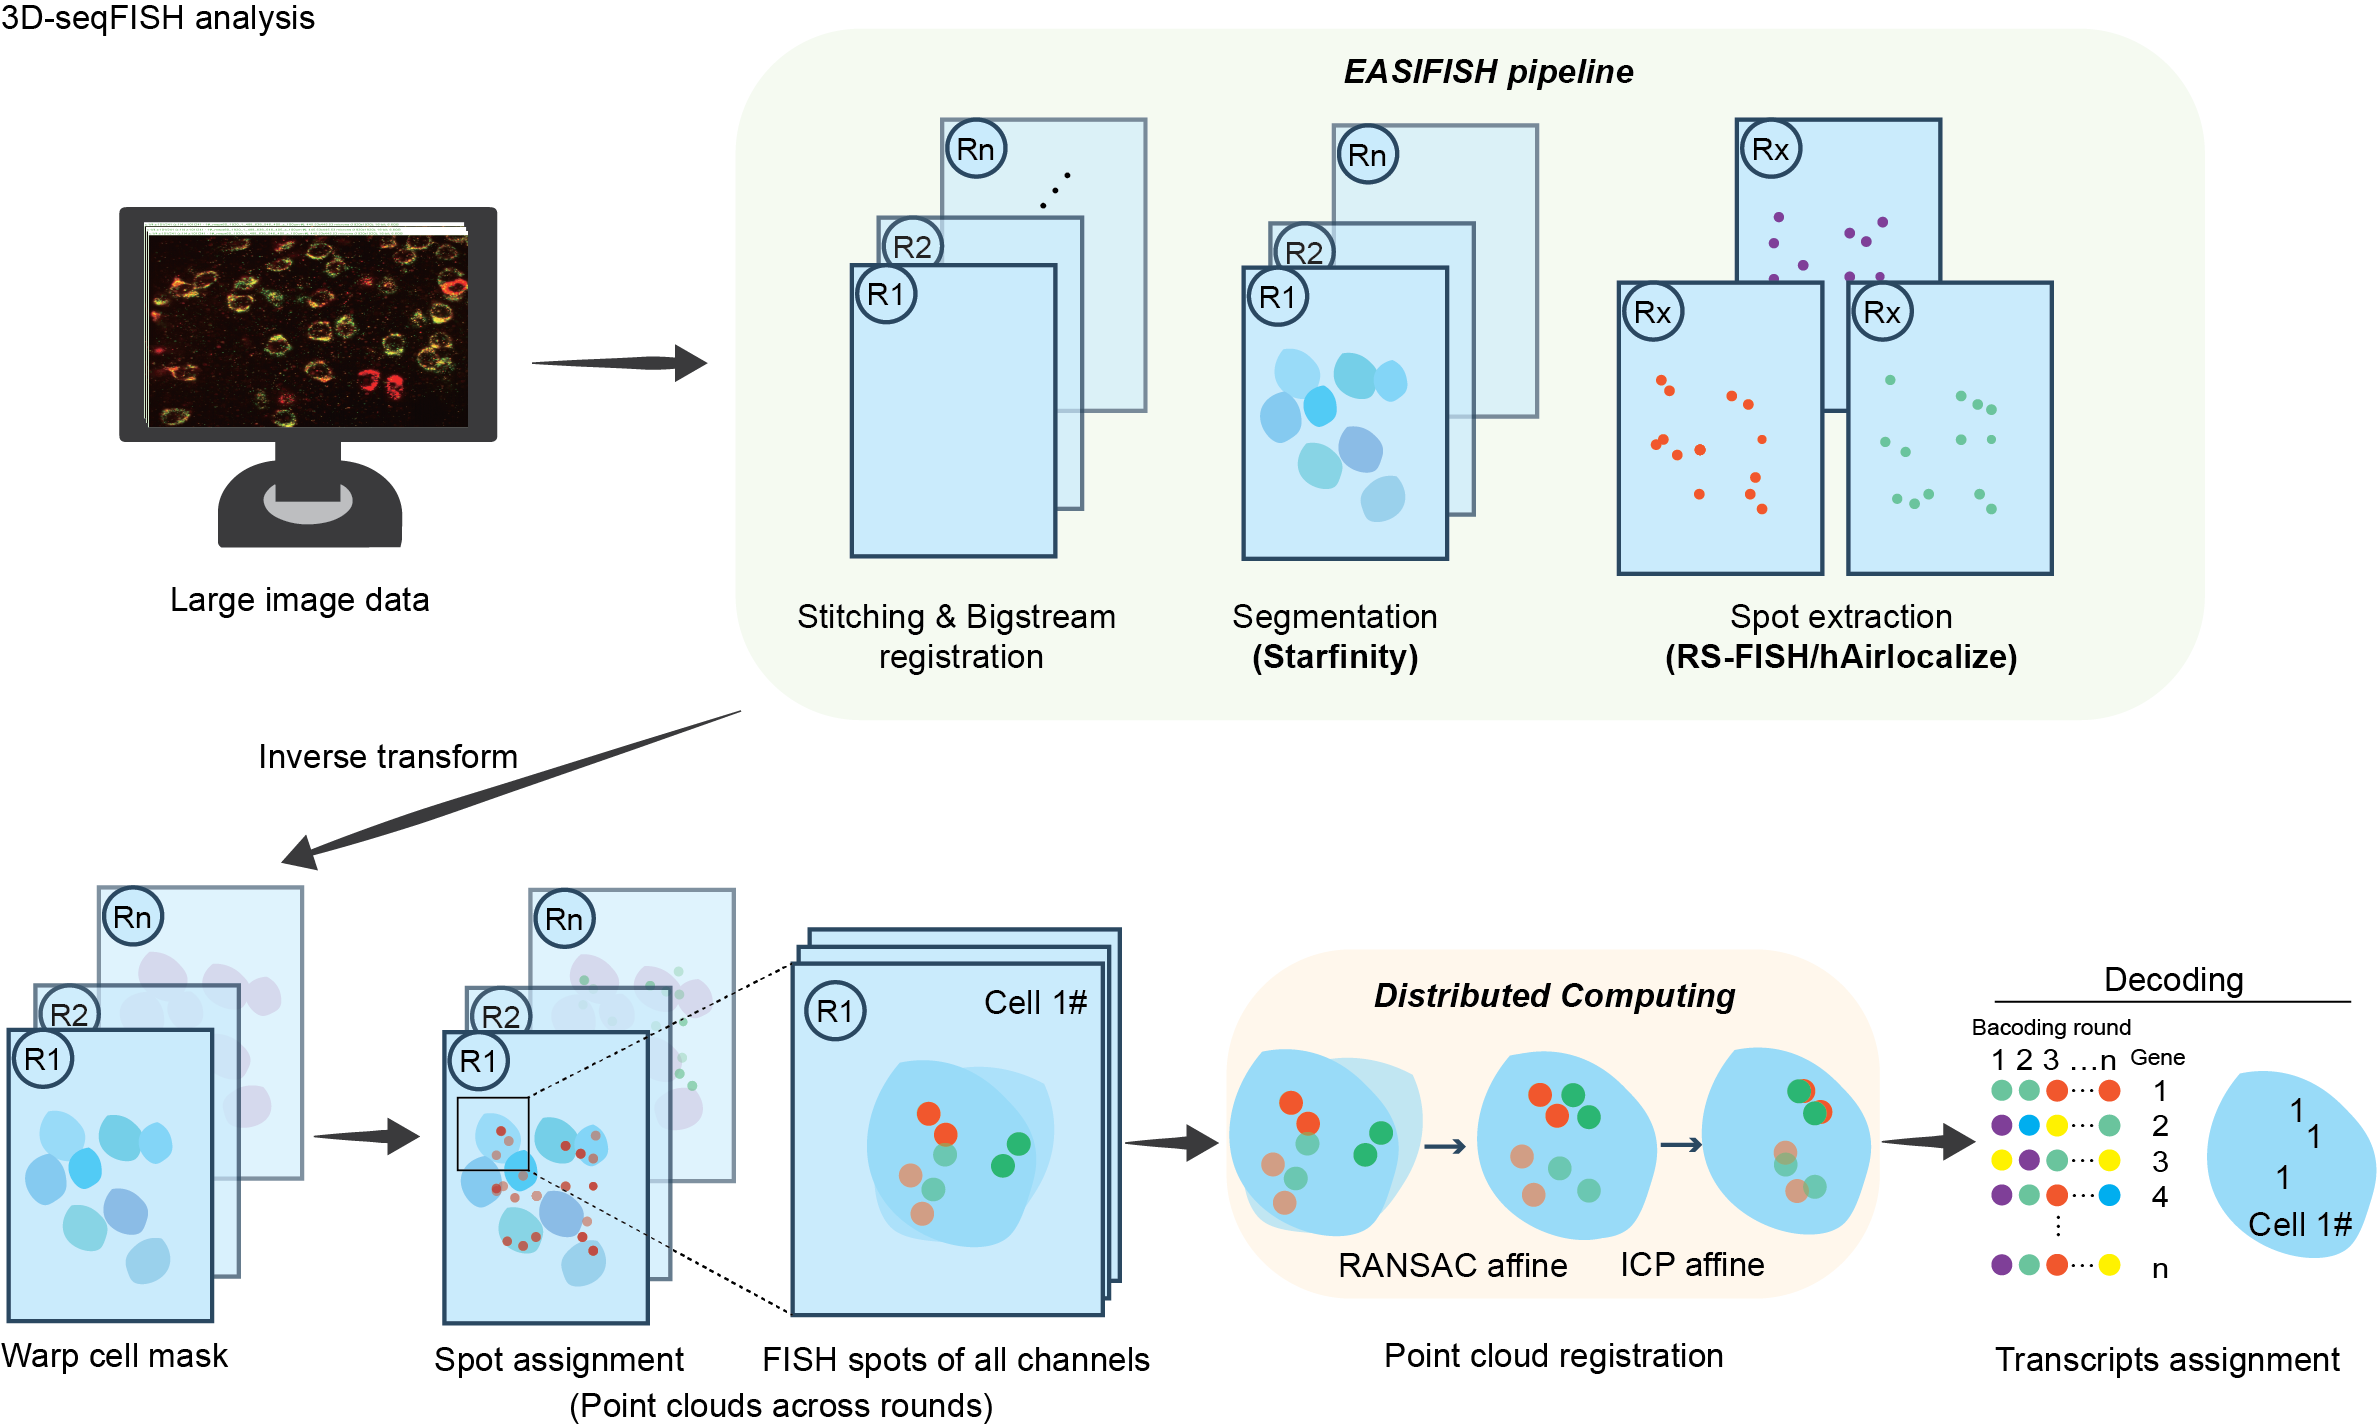 3D-seqFISH analysis
EASIFISH pipeline
Rn
R2
R1
Rn
R2
R1
Rx
Rx
Rx
Large image data
Stitching & Bigstream
registration
Segmentation
(Starfinity)
Spot extraction
(RS-FISH/hAirlocalize)
Inverse transform
Rn
R2
R1
Warp cell mask
Rn
R2
R1
Spot assignment
R1
Cell 1#
FISH spots of all channels
(Point clouds across rounds)
Distributed Computing
RANSAC affine
ICP affine
Point cloud registration
Decoding
Bacoding round
1 2 3 ...n Gene
1
2
3
4
n
1
1
1
Cell 1#
Transcripts assignment